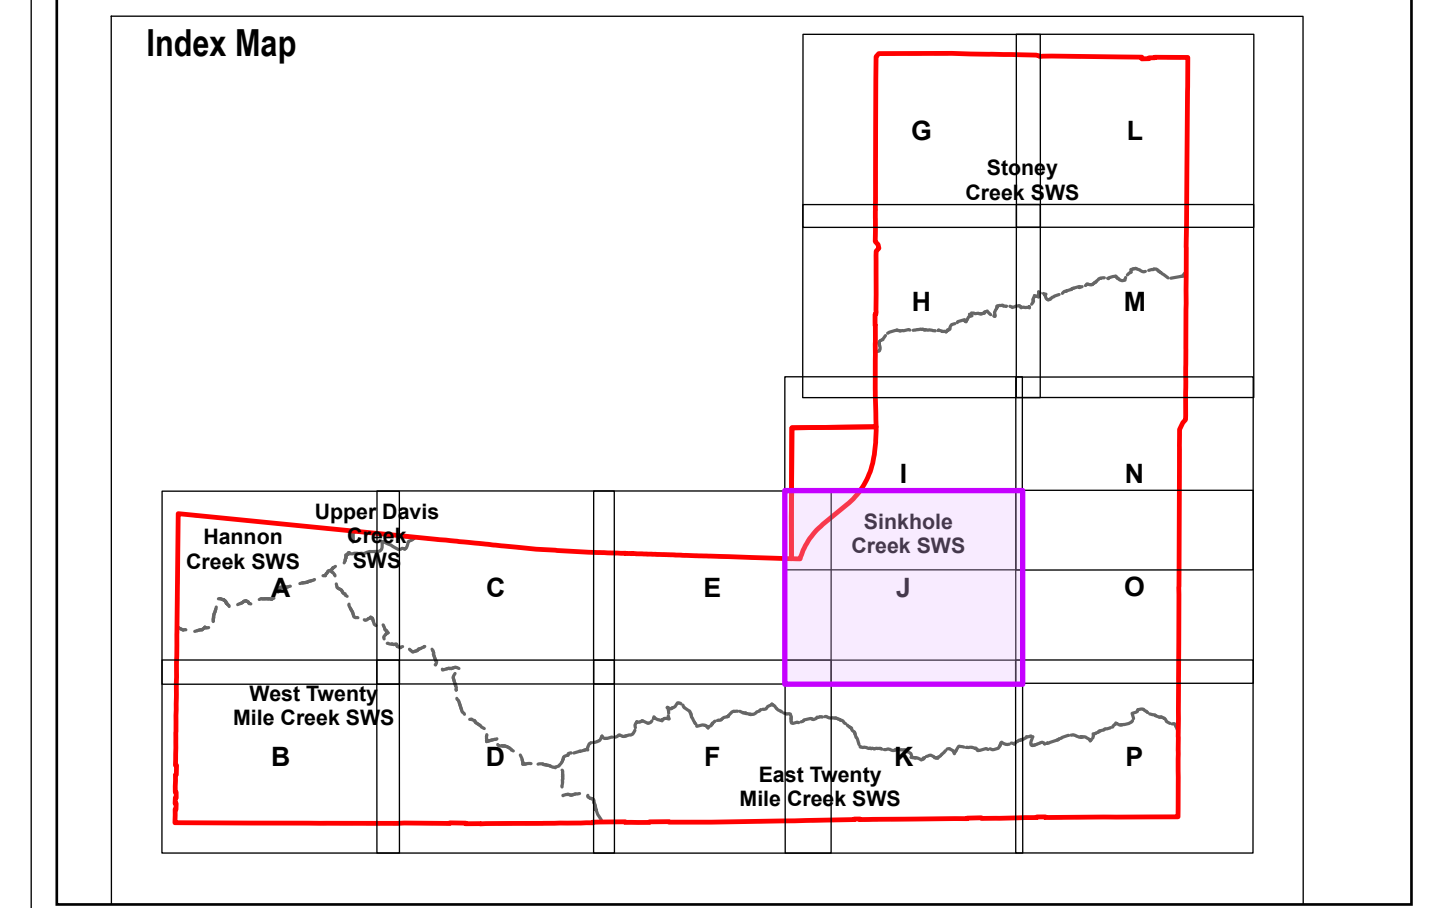 Index Map
G
L
Stoney
Creek SWS
H
M
I
N
Upper Davis
Creek
SWS
Hannon
Creek SWS
Sinkhole
Creek SWS
A
C
E
J
O
West Twenty
Mile Creek SWS
B
D
F
K
P
East Twenty
Mile Creek SWS